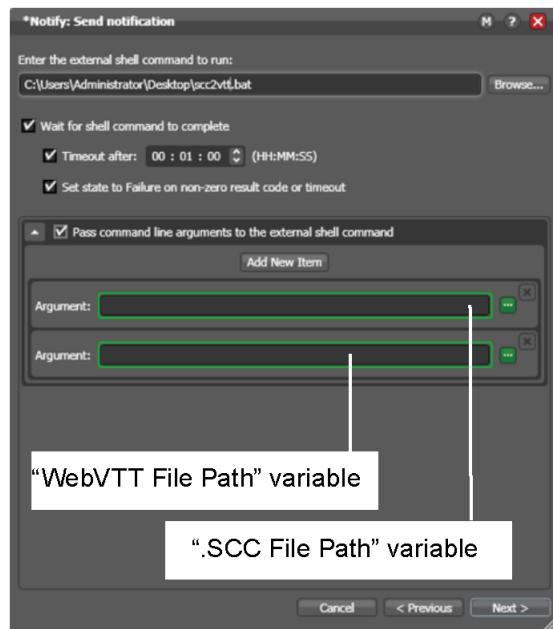 *Notify: Send notification M ? X
Enter the external shell command to run:
C:\Users\Administrator\Desktop\scc2vtt.bat Browse...
Wait for shell command to complete
Timeout after: 00 : 01 : 00 (HH:MM:SS)
Set state to Failure on non-zero result code or timeout
Pass command line arguments to the external shell command
Add New Item
Argument:
Argument:
“WebVTT File Path” variable
“.SCC File Path” variable
Cancel < Previous Next >